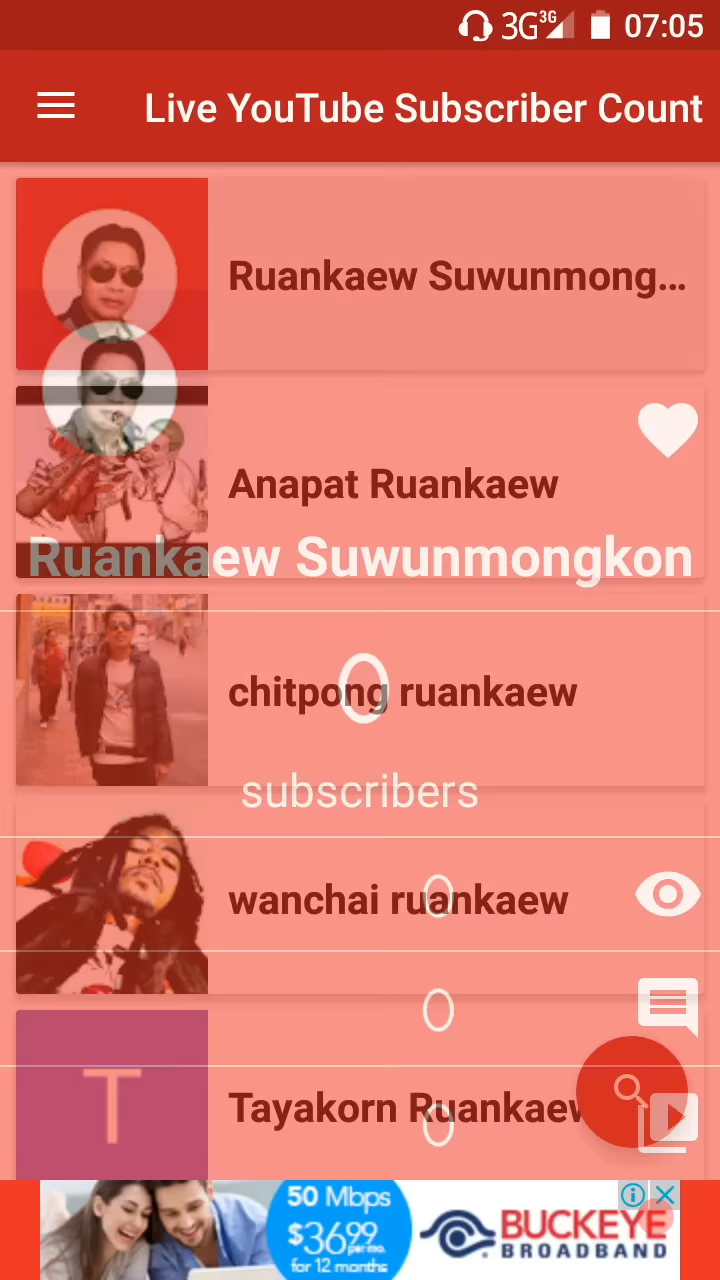 3G 3G 07:05
Live YouTube Subscriber Count
Ruankaew Suwunmong...
Anapat Ruankaew
Ruankaew Suwunmongkon
0
chitpong ruankaew
subscribers
wanchai ruankaew
0
0
T
Tayakorn Ruankaew
0
50 Mbps
$36.99
per mo.
for 12 months
BUCKEYE
BROADBAND